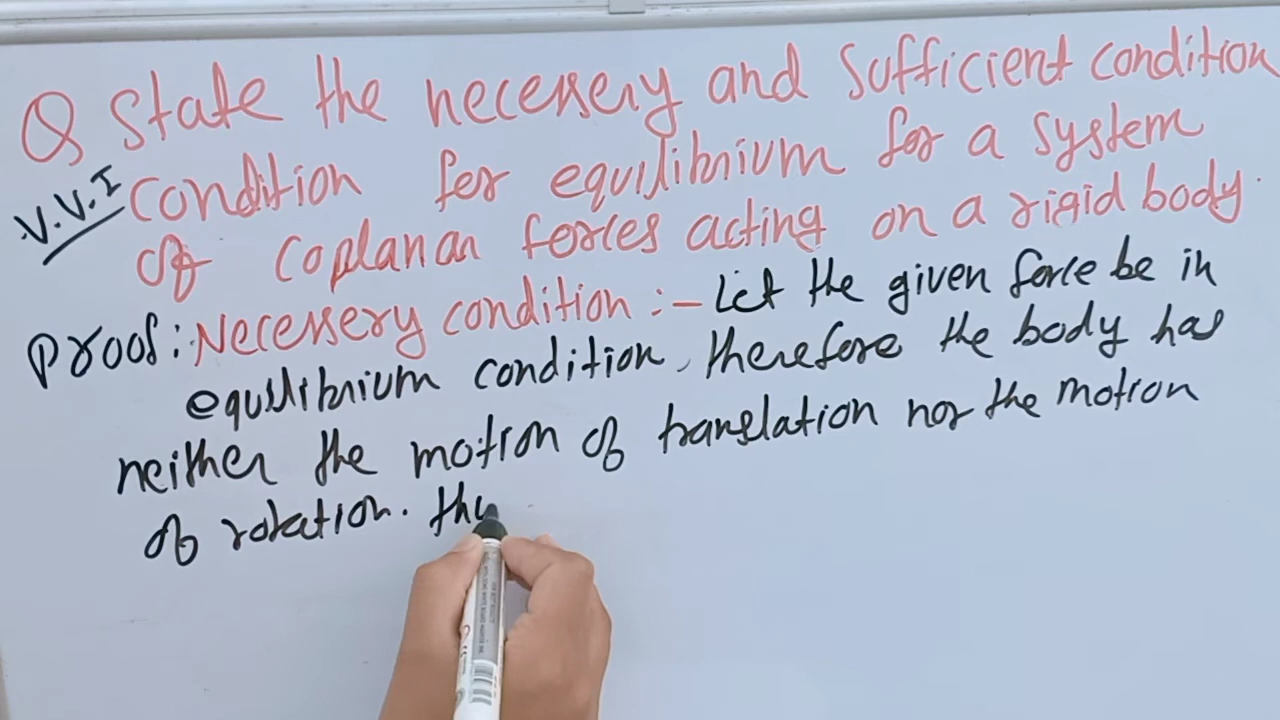 Q State the necessery and sufficient condition
V.V.I condition for equilibrium for a system
of coplanar forces acting on a rigid body.
Proof: Necessery condition :- Let the given force be in
equilibrium condition, therefore the body has
neither the motion of translation nor the motion
of rotation. thu